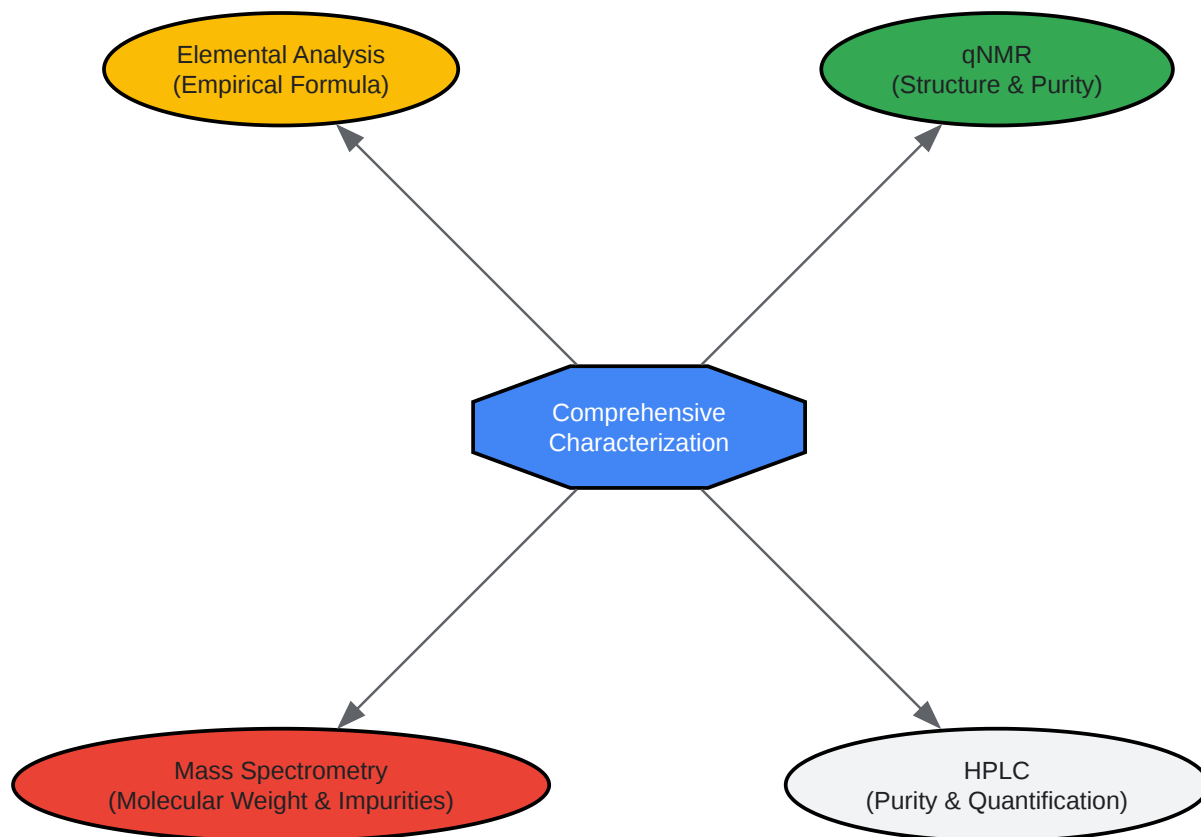 Elemental Analysis
(Empirical Formula)
qNMR
(Structure & Purity)
Comprehensive
Characterization
Mass Spectrometry
(Molecular Weight & Impurities)
HPLC
(Purity & Quantification)